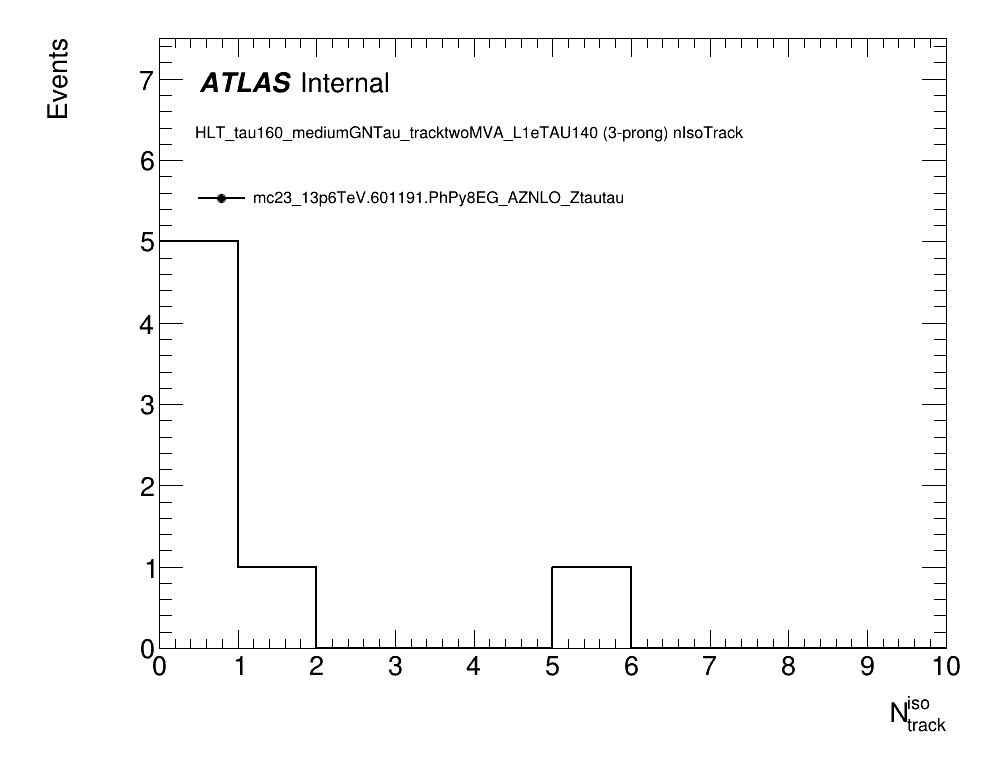 Events
7
ATLAS Internal
HLT_tau160_mediumGNTau_tracktwoMVA_L1eTAU140 (3-prong) nIsoTrack
6
mc23_13p6TeV.601191.PhPy8EG_AZNLO_Ztautau
5
4
3
2
1
0
0 1 2 3 4 5 6 7 8 9 10
N iso track